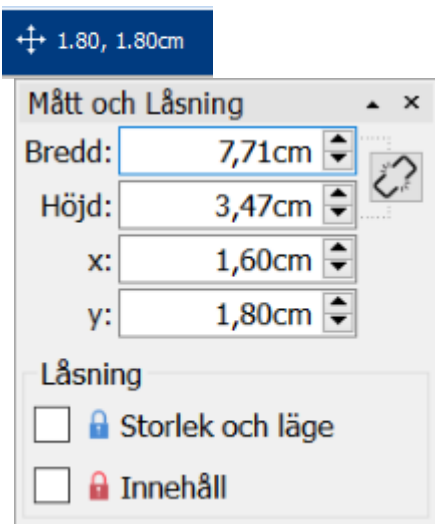 1.80, 1.80cm
Mått och Låsning
Bredd: 7,71cm
Höjd: 3,47cm
x: 1,60cm
y: 1,80cm
Låsning
Storlek och läge
Innehåll